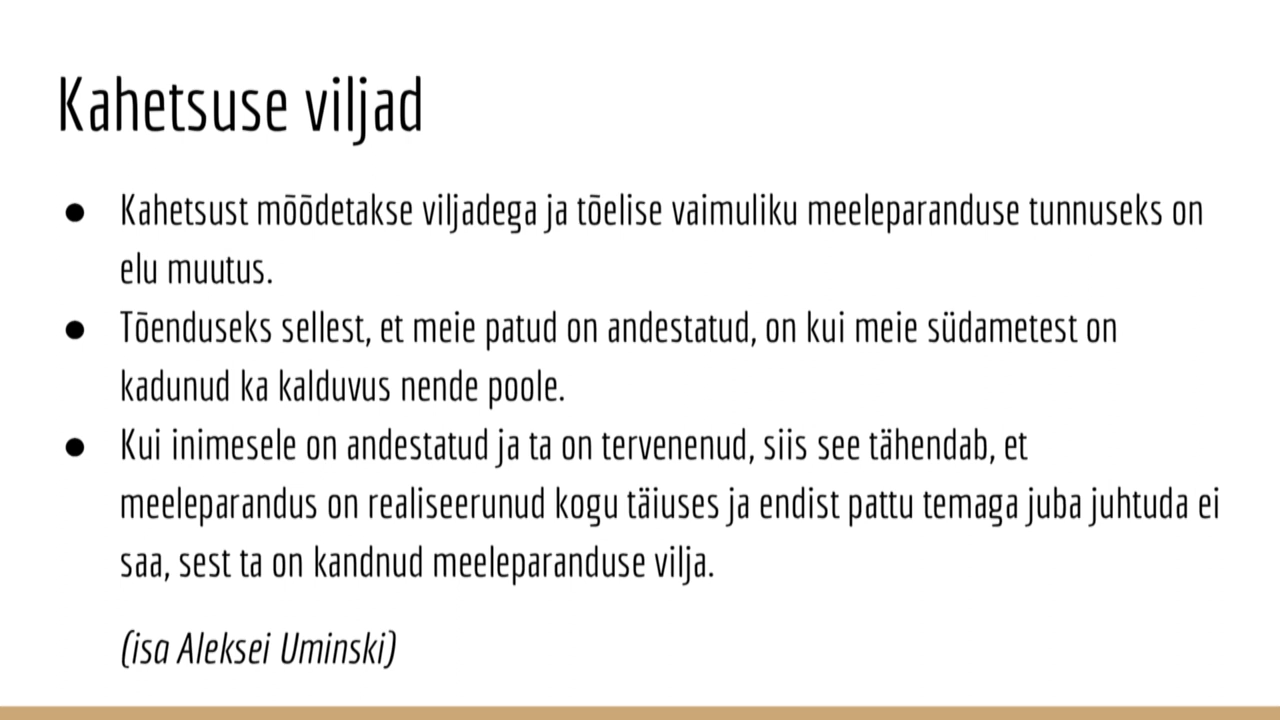 Kahetsuse viljad
● Kahetsust mõõdetakse viljadega ja tõelise vaimuliku meeleparanduse tunnuseks on
elu muutus.
● Tõenduseks sellest, et meie patud on andestatud, on kui meie südametest on
kadunud ka kalduvus nende poole.
● Kui inimesele on andestatud ja ta on tervenenud, siis see tähendab, et
meeleparandus on realiseerunud kogu täiuses ja endist pattu temaga juba juhtuda ei
saa, sest ta on kandnud meeleparanduse vilja.
(isa Aleksei Uminski)